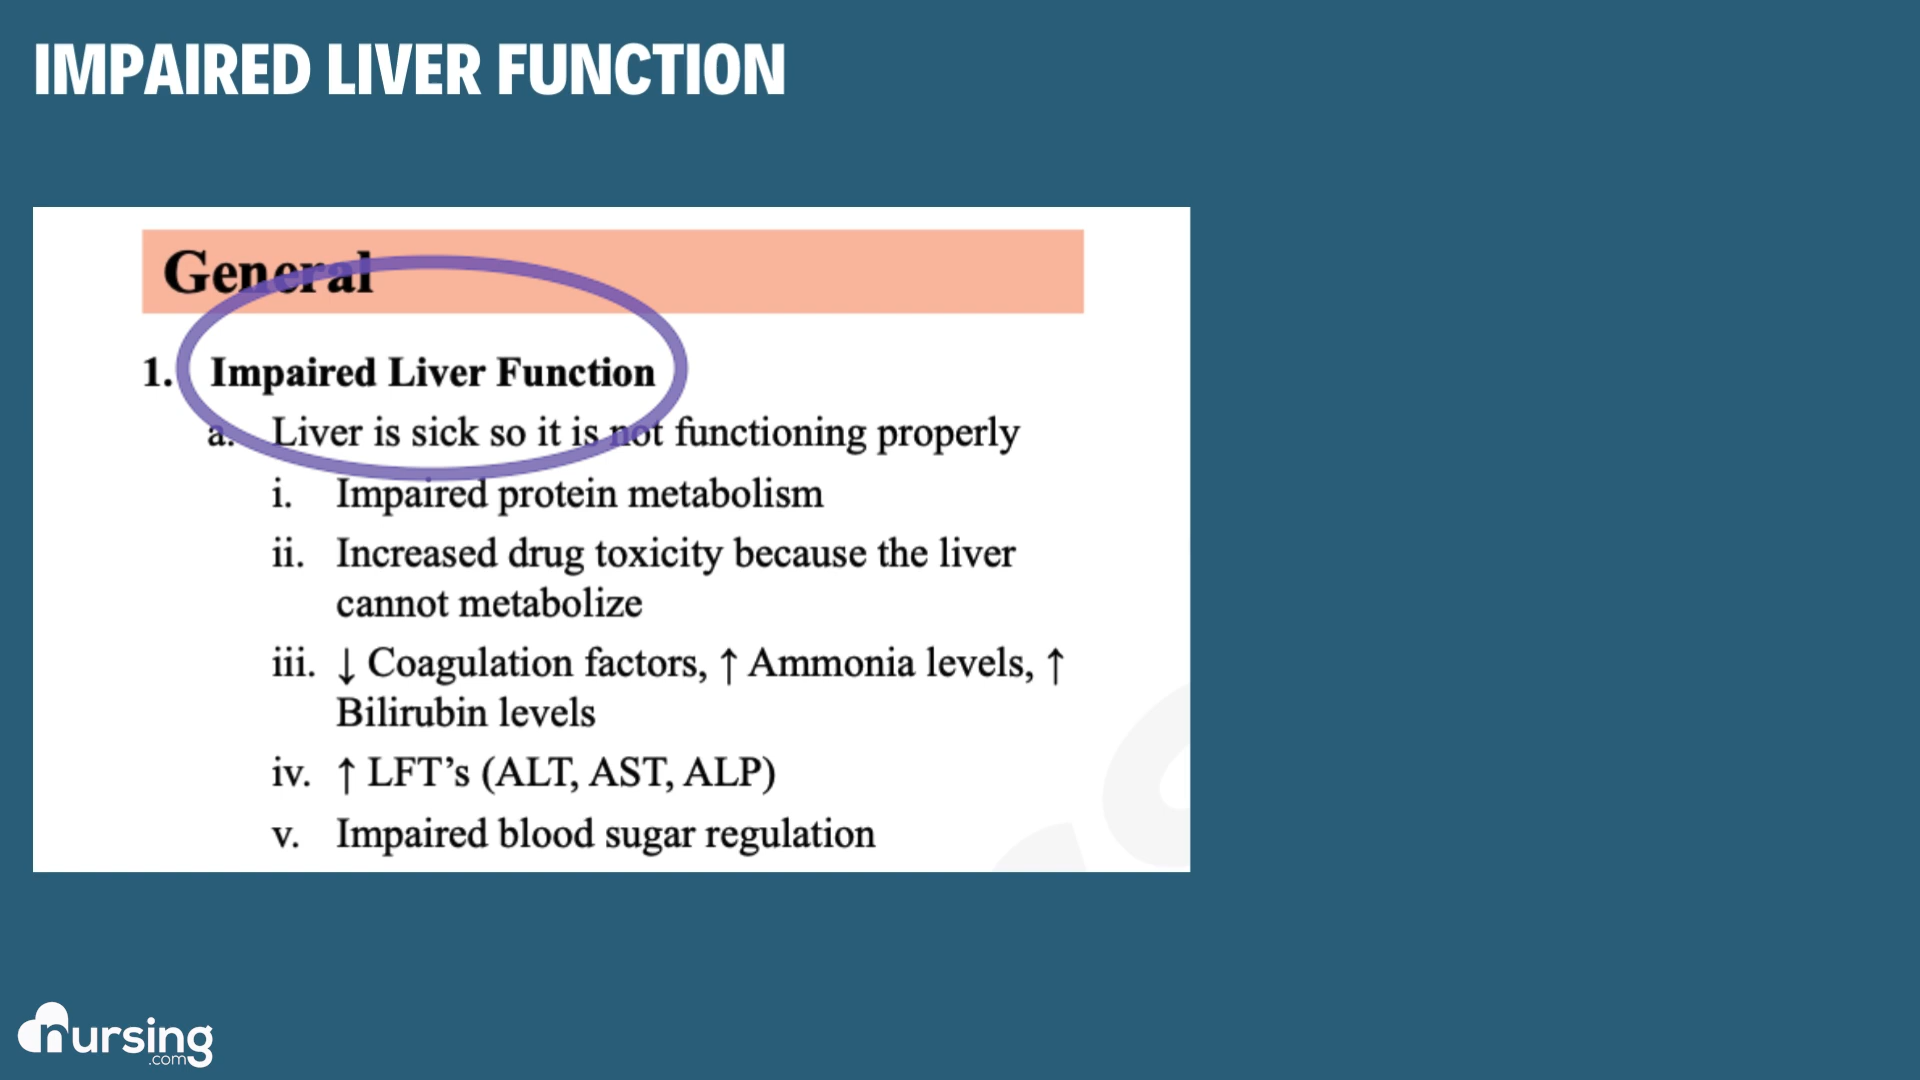 IMPAIRED LIVER FUNCTION
General
1. Impaired Liver Function
a. Liver is sick so it is not functioning properly
i. Impaired protein metabolism
ii. Increased drug toxicity because the liver
cannot metabolize
iii. ↓ Coagulation factors, ↑ Ammonia levels, ↑
Bilirubin levels
iv. ↑ LFT’s (ALT, AST, ALP)
v. Impaired blood sugar regulation
nursing
.com